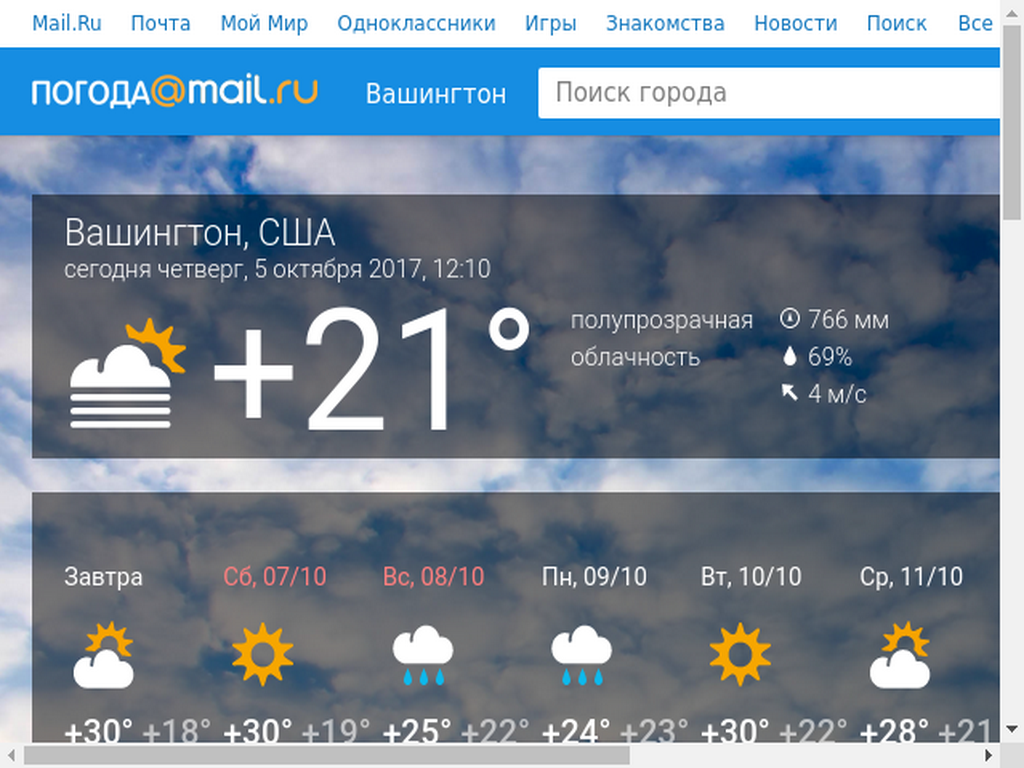 Mail.Ru Почта Мой Мир Одноклассники Игры Знакомства Новости Поиск Все
ПОГОДА@mail.ru Вашингтон Поиск города
Вашингтон, США
сегодня четверг, 5 октября 2017, 12:10
+21°
полупрозрачная
облачность
766 мм
69%
4 м/с
Завтра Сб, 07/10 Вс, 08/10 Пн, 09/10 Вт, 10/10 Ср, 11/10
+30° +18° +30° +19° +25° +22° +24° +23° +30° +22° +28° +21